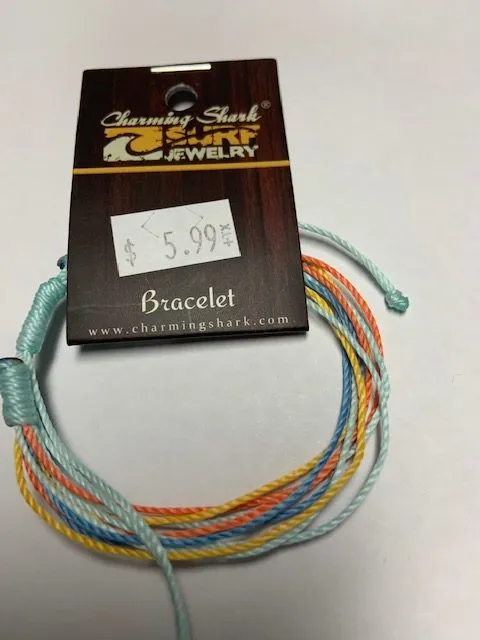 Charming Shark®
SURF
JEWELRY
$ 5.99
Bracelet
www.charmingshark.com